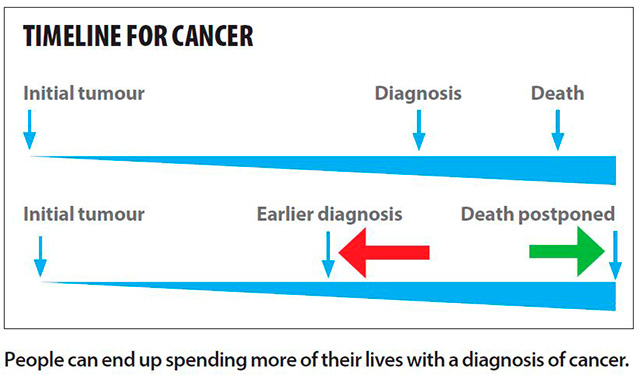 TIMELINE FOR CANCER
Initial tumour Diagnosis Death
Initial tumour Earlier diagnosis Death postponed
People can end up spending more of their lives with a diagnosis of cancer.